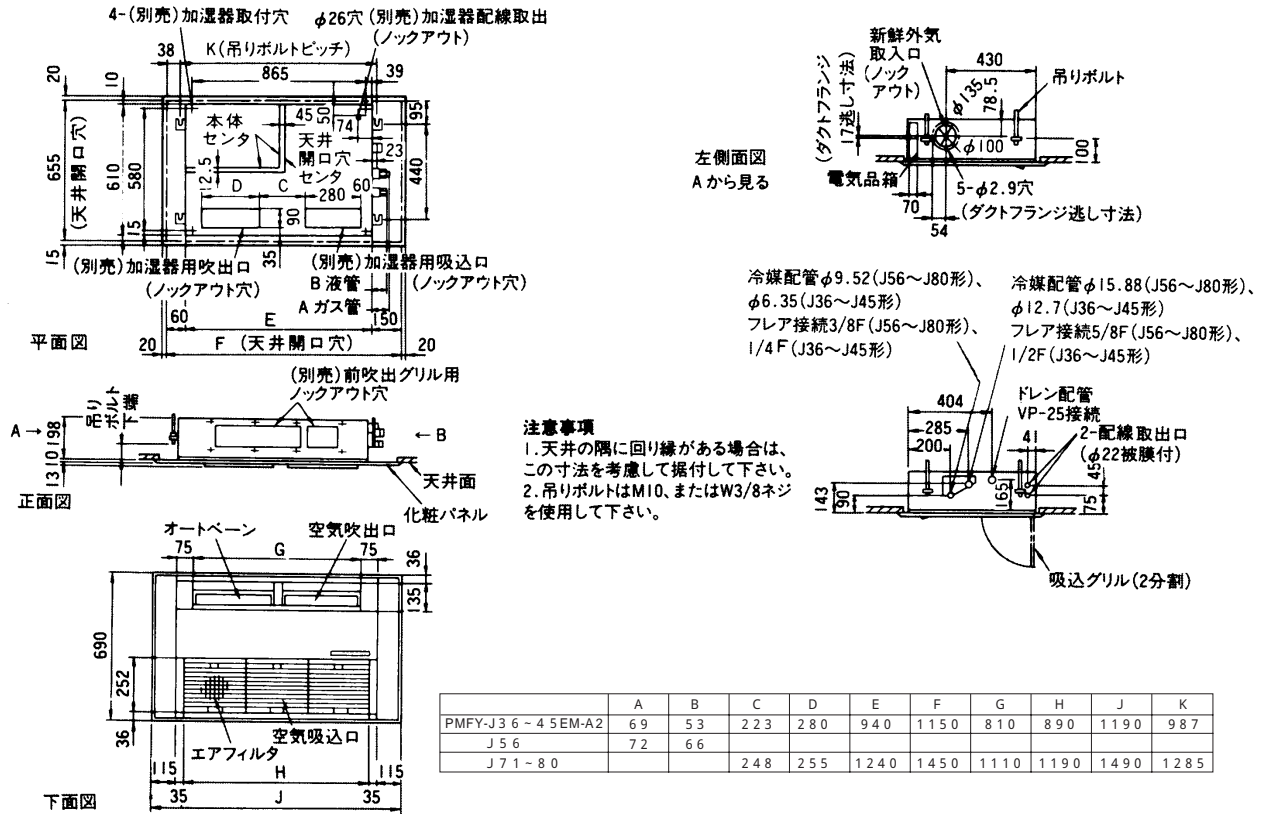 4-(別売)加湿器取付穴
φ26穴(別売)加湿器配線取出
(ノックアウト)
38
K(吊りボルトピッチ)
865
39
20
10
655
(天井開口穴)
610
580
15
15
本体
センタ
45
50
74
天井
開口穴
センタ
95
23
440
12.5
D
C
280
60
90
35
(別売)加湿器用吹出口
(ノックアウト穴)
(別売)加湿器用吸込口
(ノックアウト穴)
B 液管
A ガス管
60
E
150
20
F (天井開口穴)
20
平面図
新鮮外気
取入口
(ノック
アウト)
430
吊りボルト
(ダクトフランジ
17逃し寸法)
φ135
78.5
φ100
100
左側面図
Aから見る
電気品箱
70
54
5-φ2.9穴
(ダクトフランジ逃し寸法)
冷媒配管φ9.52(J56〜J80形)、
φ6.35(J36〜J45形)
フレア接続3/8F(J56〜J80形)、
1/4F(J36〜J45形)
冷媒配管φ15.88(J56〜J80形)、
φ12.7(J36〜J45形)
フレア接続5/8F(J56〜J80形)、
1/2F(J36〜J45形)
(別売)前吹出グリル用
ノックアウト穴
吊り
ボルト
下端
A
198
10
13
B
天井面
化粧パネル
正面図
注意事項
1.天井の隅に回り縁がある場合は、
この寸法を考慮して据付して下さい。
2.吊りボルトはM10、またはW3/8ネジ
を使用して下さい。
404
285
200
ドレン配管
VP-25接続
41
2-配線取出口
(φ22被膜付)
143
90
165
45
75
吸込グリル(2分割)
オートベーン
空気吹出口
75
G
75
36
135
690
252
36
エアフィルタ
空気吸込口
115
H
115
35
J
35
下面図
A B C D E F G H J K
PMFY-J36~45EM-A2 69 53 223 280 940 1150 810 890 1190 987
J56 72 66
J71~80 248 255 1240 1450 1110 1190 1490 1285